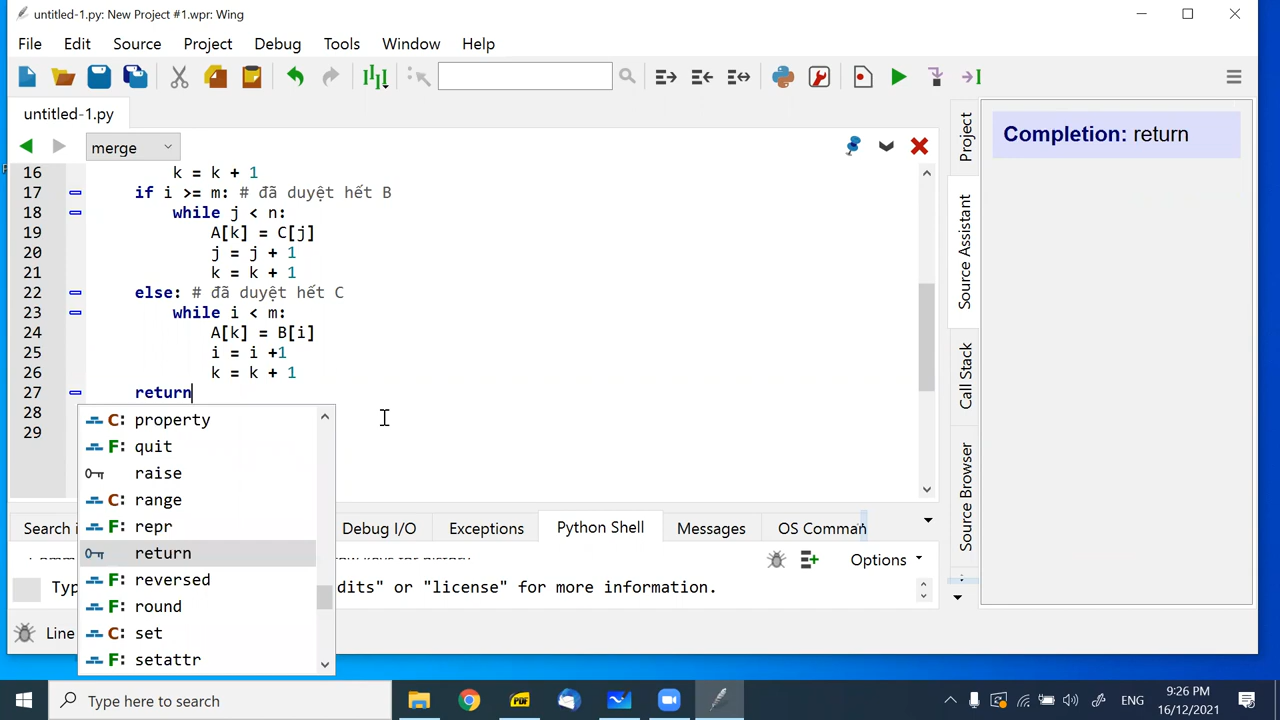 untitled-1.py: New Project #1.wpr: Wing
File Edit Source Project Debug Tools Window Help
untitled-1.py
merge
16 k = k + 1
17 if i >= m: # đã duyệt hết B
18 while j < n:
19 A[k] = C[j]
20 j = j + 1
21 k = k + 1
22 else: # đã duyệt hết C
23 while i < m:
24 A[k] = B[i]
25 i = i +1
26 k = k + 1
27 return
28
29
C: property
F: quit
raise
C: range
F: repr
return
F: reversed
F: round
C: set
F: setattr
Completion: return
Project
Source Assistant
Call Stack
Source Browser
Search i Debug I/O Exceptions Python Shell Messages OS Comman
Options
Typ dits" or "license" for more information.
Line
Type here to search
PDF
ENG
9:26 PM
16/12/2021